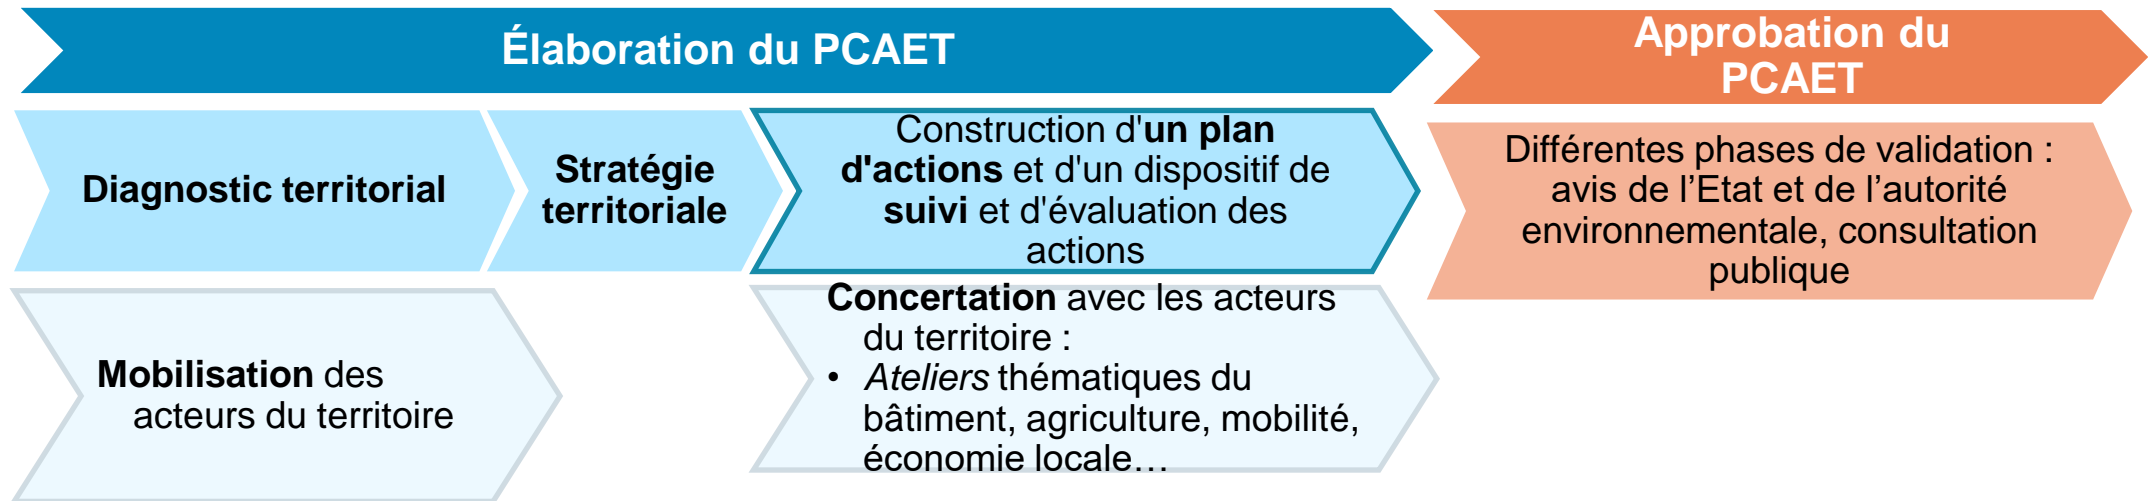 Élaboration du PCAET
Approbation du
PCAET
Diagnostic territorial
Stratégie
territoriale
Construction d'un plan
d'actions et d'un dispositif de
suivi et d'évaluation des
actions
Différentes phases de validation :
avis de l’Etat et de l’autorité
environnementale, consultation
publique
Mobilisation des
acteurs du territoire
Concertation avec les acteurs
du territoire :
• Ateliers thématiques du
bâtiment, agriculture, mobilité,
économie locale…